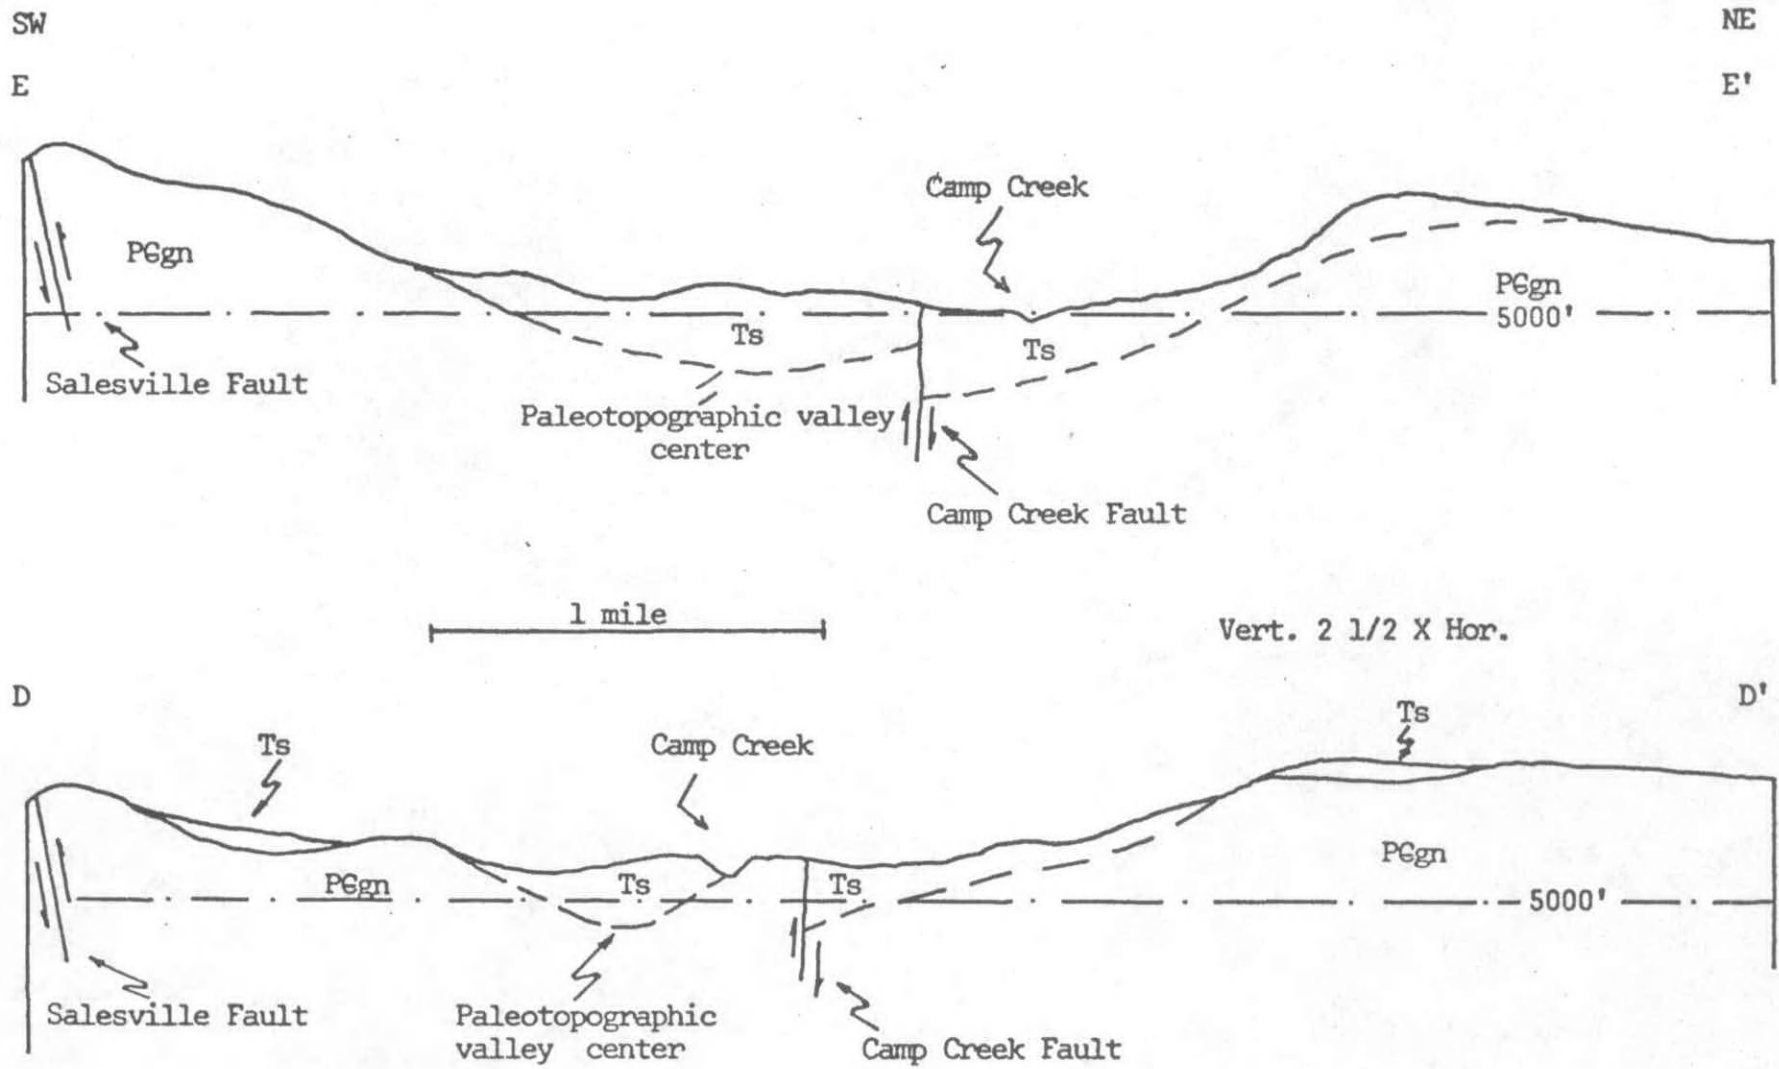 SW
NE
E
E'
Camp Creek
PЄgn
PЄgn
5000'
Ts
Ts
Salesville Fault
Paleotopographic valley
center
Camp Creek Fault
1 mile
Vert. 2 1/2 X Hor.
D
D'
Ts
Ts
Camp Creek
PЄgn
PЄgn
Ts
Ts
5000'
Salesville Fault
Paleotopographic
valley center
Camp Creek Fault